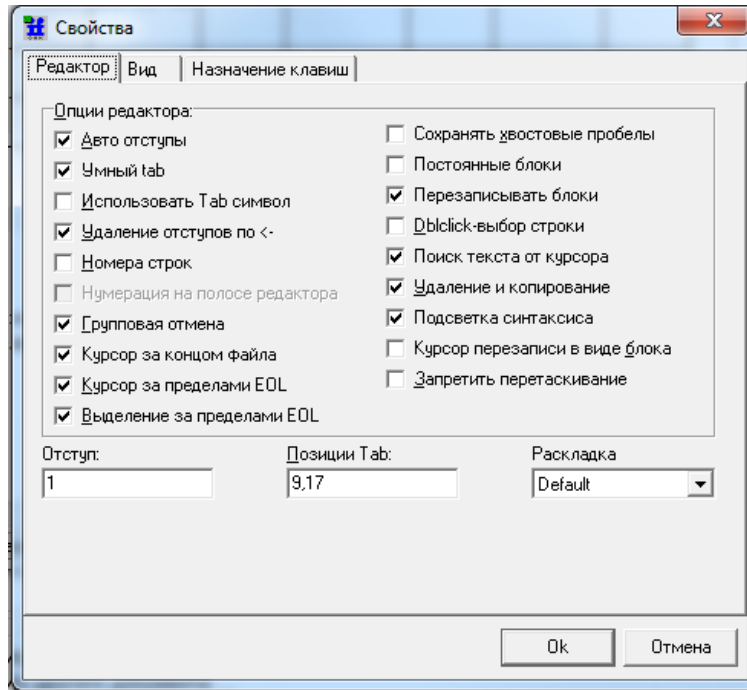 Свойства
Редактор
Вид
Назначение клавиш
Опции редактора:
Авто отступы
Умный tab
Использовать Tab символ
Удаление отступов по <-
Номера строк
Нумерация на полосе редактора
Групповая отмена
Курсор за концом файла
Курсор за пределами EOL
Выделение за пределами EOL
Сохранять хвостовые пробелы
Постоянные блоки
Перезаписывать блоки
Dblclick-выбор строки
Поиск текста от курсора
Удаление и копирование
Подсветка синтаксиса
Курсор перезаписи в виде блока
Запретить перетаскивание
Отступ:
1
Позиции Tab:
9,17
Раскладка
Default
Ok
Отмена